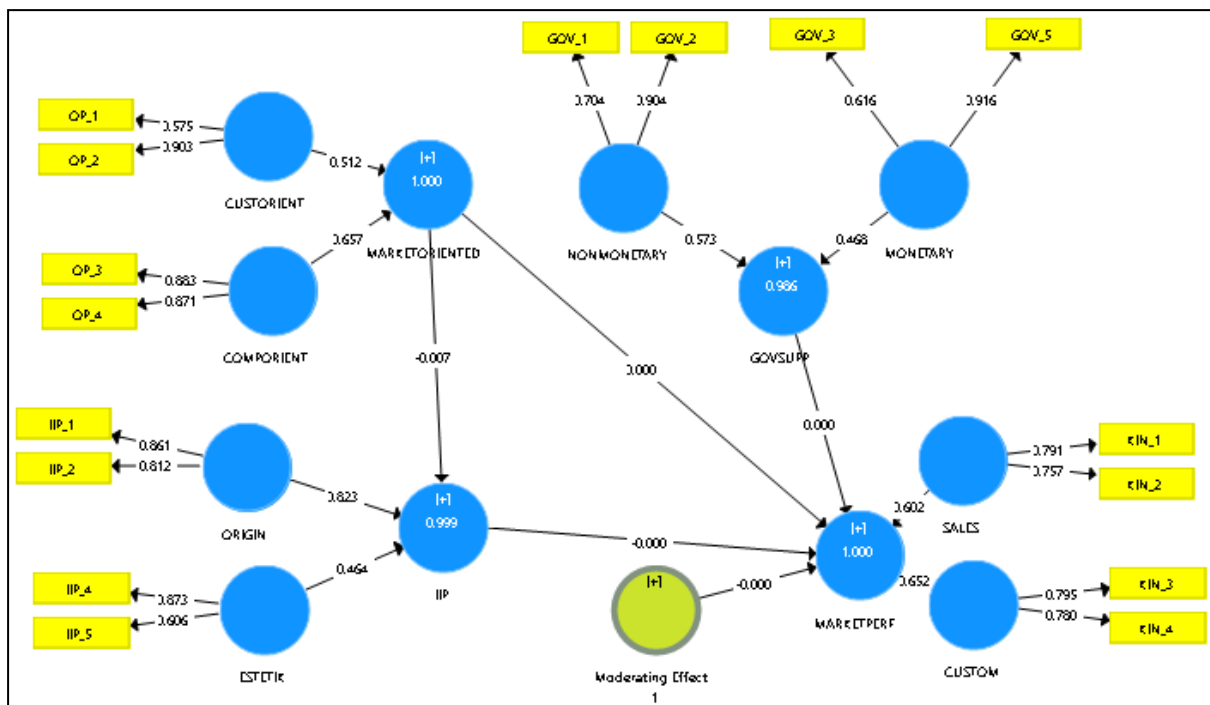 GOV_1
GOV_2
GOV_3
GOV_5
0.704
0.904
0.616
0.916
OP_1
OP_2
0.575
0.903
CUSTORIENT
0.512
[+]
1.000
MARKETORIENTED
NONMONETARY
MONETARY
0.573
0.468
OP_3
OP_4
0.883
0.871
COMPORIENT
0.657
[+]
0.986
GOVSUPP
-0.007
0.000
0.000
IIP_1
IIP_2
0.861
0.812
ORIGIN
0.823
[+]
0.999
IIP
SALES
0.791
0.757
KIN_1
KIN_2
0.602
-0.000
[+]
1.000
MARKETPERF
IIP_4
IIP_5
0.873
0.606
ESTETIK
0.464
[+]
Moderating Effect
1
-0.000
0.652
CUSTOM
0.795
0.780
KIN_3
KIN_4